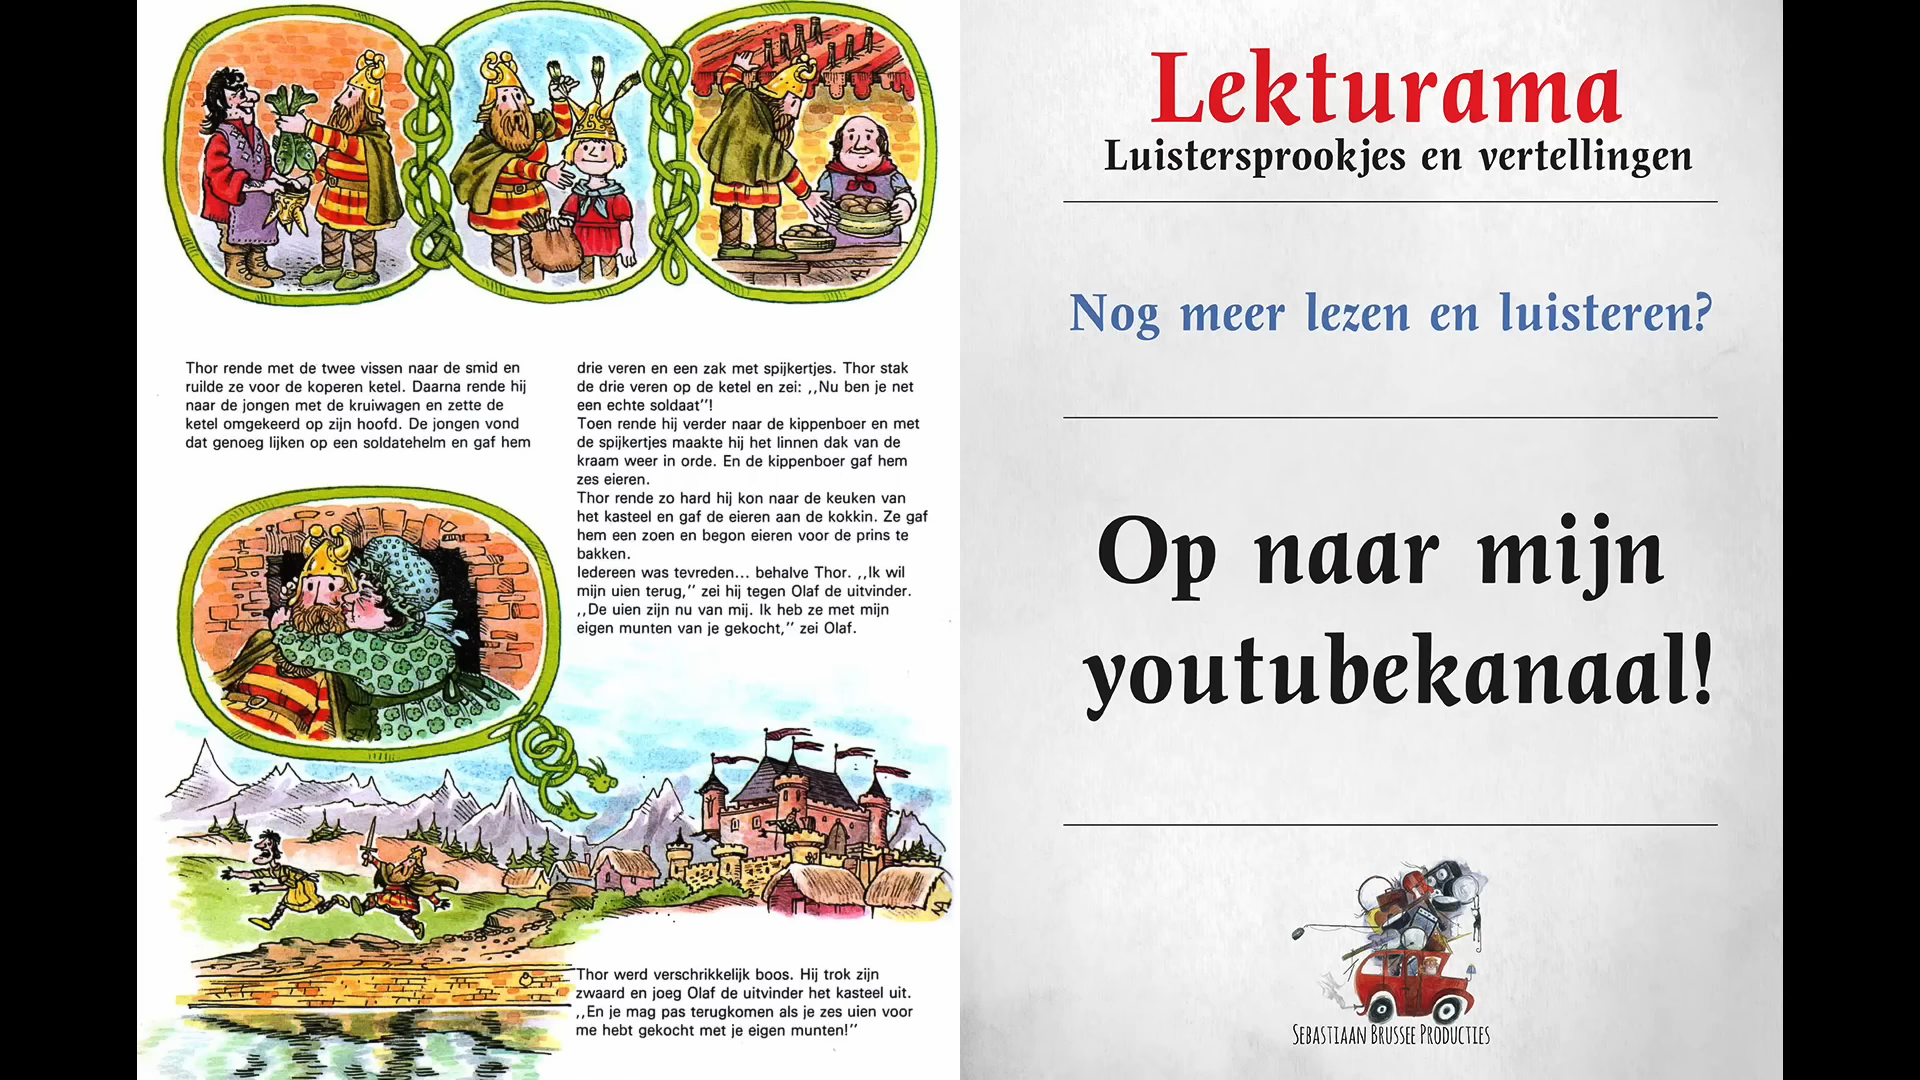 Thor rende met de twee vissen naar de smid en
ruilde ze voor de koperen ketel. Daarna rende hij
naar de jongen met de kruiwagen en zette de
ketel omgekeerd op zijn hoofd. De jongen vond
dat genoeg lijken op een soldatehelm en gaf hem
drie veren en een zak met spijkertjes. Thor stak
de drie veren op de ketel en zei: ,,Nu ben je net
een echte soldaat’’!
Toen rende hij verder naar de kippenboer en met
de spijkertjes maakte hij het linnen dak van de
kraam weer in orde. En de kippenboer gaf hem
zes eieren.
Thor rende zo hard hij kon naar de keuken van
het kasteel en gaf de eieren aan de kokkin. Ze gaf
hem een zoen en begon eieren voor de prins te
bakken.
Iedereen was tevreden... behalve Thor. ,,Ik wil
mijn uien terug,’’ zei hij tegen Olaf de uitvinder.
,,De uien zijn nu van mij. Ik heb ze met mijn
eigen munten van je gekocht,’’ zei Olaf.
Thor werd verschrikkelijk boos. Hij trok zijn
zwaard en joeg Olaf de uitvinder het kasteel uit.
,,En je mag pas terugkomen als je zes uien voor
me hebt gekocht met je eigen munten!’’
Lekturama
Luistersprookjes en vertellingen
Nog meer lezen en luisteren?
Op naar mijn
youtubekanaal!
Sebastiaan Brussee Producties